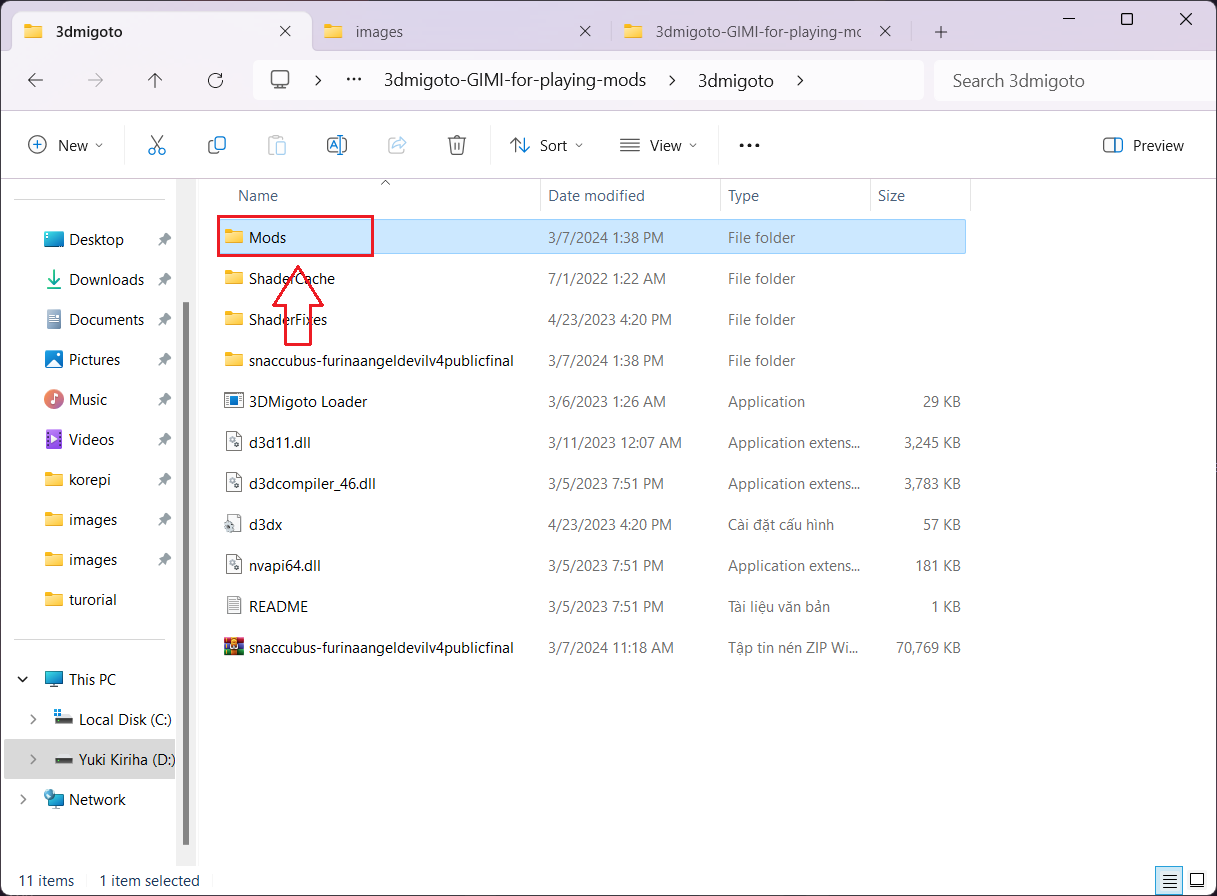 3dmigoto
images
3dmigoto-GIMI-for-playing-mo
3dmigoto-GIMI-for-playing-mods
3dmigoto
Search 3dmigoto
New
Sort
View
Preview
Name
Date modified
Type
Size
Desktop
Downloads
Documents
Pictures
Music
Videos
korepi
images
images
turorial
This PC
Local Disk (C:)
Yuki Kiriha (D:)
Network
Mods 3/7/2024 1:38 PM File folder
ShaderCache 7/1/2022 1:22 AM File folder
ShaderFixes 4/23/2023 4:20 PM File folder
snaccubus-furinaangeldevilv4publicfinal 3/7/2024 1:38 PM File folder
3DMigoto Loader 3/6/2023 1:26 AM Application 29 KB
d3d11.dll 3/11/2023 12:07 AM Application extens... 3,245 KB
d3dcompiler_46.dll 3/5/2023 7:51 PM Application extens... 3,783 KB
d3dx 4/23/2023 4:20 PM Cài đặt cấu hình 57 KB
nvapi64.dll 3/5/2023 7:51 PM Application extens... 181 KB
README 3/5/2023 7:51 PM Tài liệu văn bản 1 KB
snaccubus-furinaangeldevilv4publicfinal 3/7/2024 11:18 AM Tập tin nén ZIP Wi... 70,769 KB
11 items
1 item selected